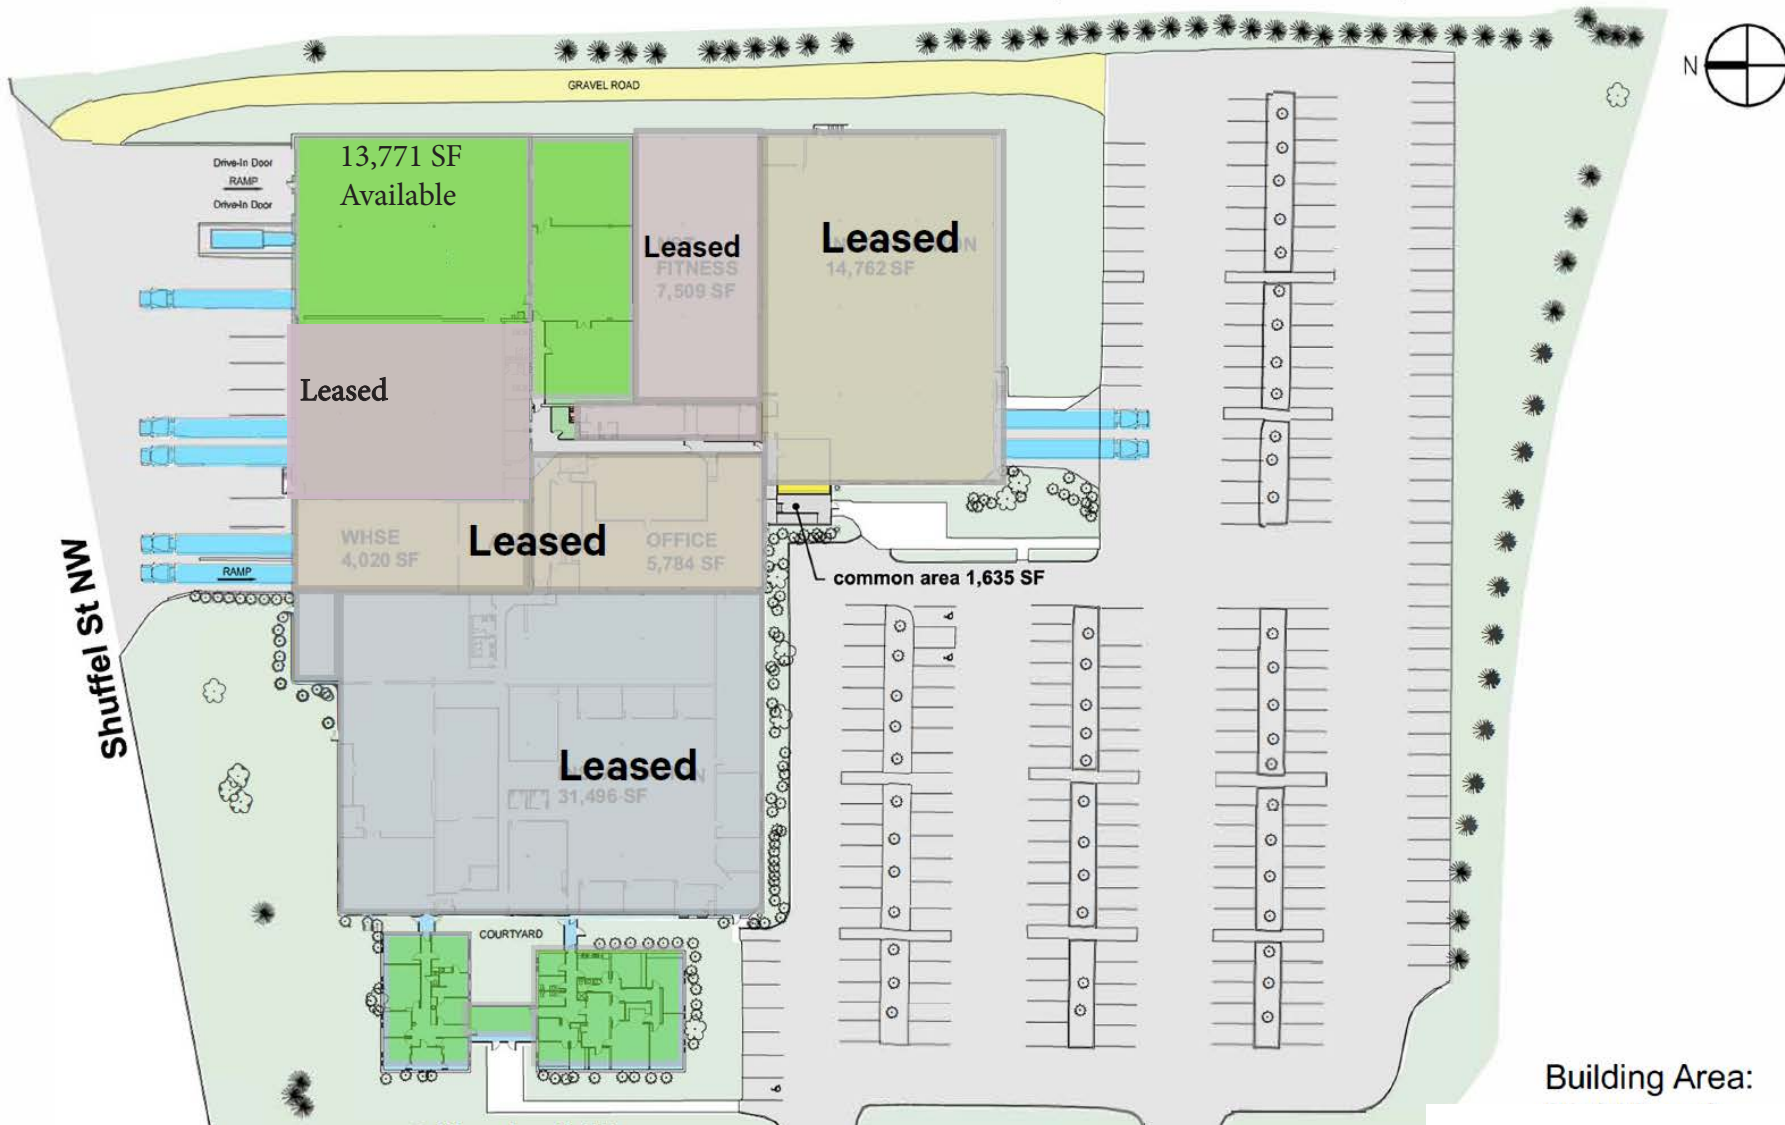 GRAVEL ROAD
N
Drive-In Door
RAMP
Drive-In Door
13,771 SF
Available
Leased
FITNESS
7,509 SF
Leased
14,762 SF
Leased
WHSE
4,020 SF
Leased
OFFICE
5,784 SF
RAMP
common area 1,635 SF
Shuffel St NW
Leased
31,496 SF
COURTYARD
Building Area: